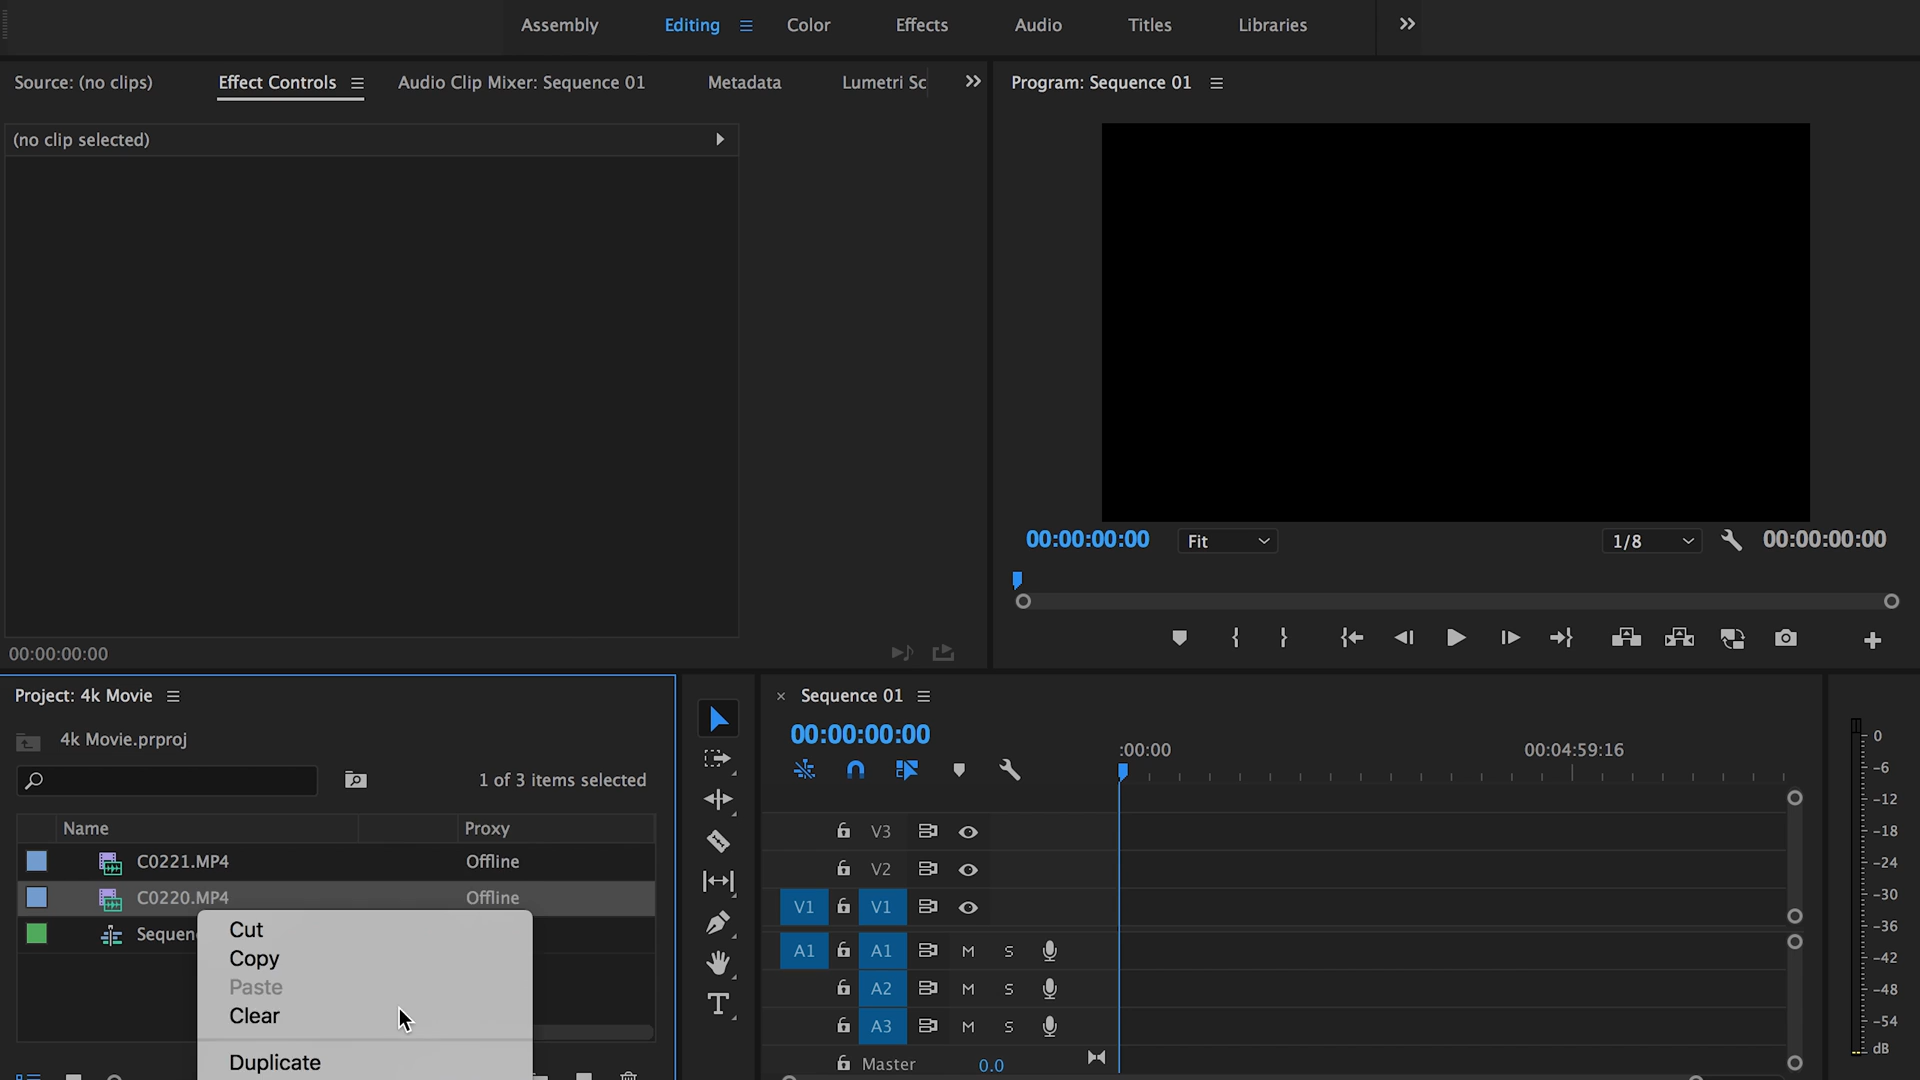 Assembly Editing Color Effects Audio Titles Libraries
Source: (no clips) Effect Controls Audio Clip Mixer: Sequence 01 Metadata Lumetri Sc
Program: Sequence 01
(no clip selected)
00:00:00:00 Fit 1/8 00:00:00:00
00:00:00:00
Project: 4k Movie
4k Movie.prproj
1 of 3 items selected
Name Proxy
C0221.MP4 Offline
C0220.MP4 Offline
Sequen
Cut
Copy
Paste
Clear
Duplicate
× Sequence 01
00:00:00:00
:00:00 00:04:59:16
V3
V2
V1 V1
A1 A1 M S
A2 M S
A3 M S
Master 0.0
0
-6
-12
-18
-24
-30
-36
-42
-48
-54
dB